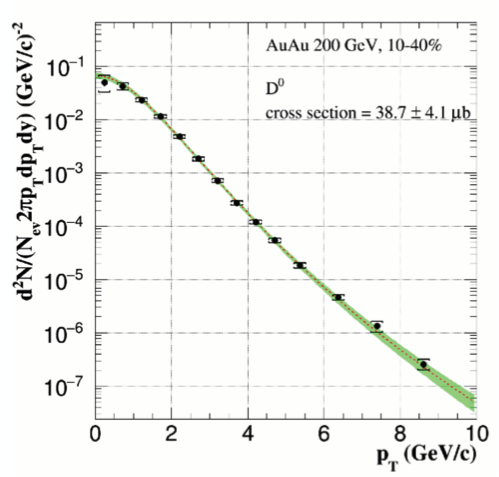 AuAu 200 GeV, 10-40%
D⁰
cross section = 38.7 ± 4.1 μb
d²N/(N_ev 2πp_T dp_T dy) (GeV/c)⁻²
10⁻¹
10⁻²
10⁻³
10⁻⁴
10⁻⁵
10⁻⁶
10⁻⁷
0 2 4 6 8 10
p_T (GeV/c)